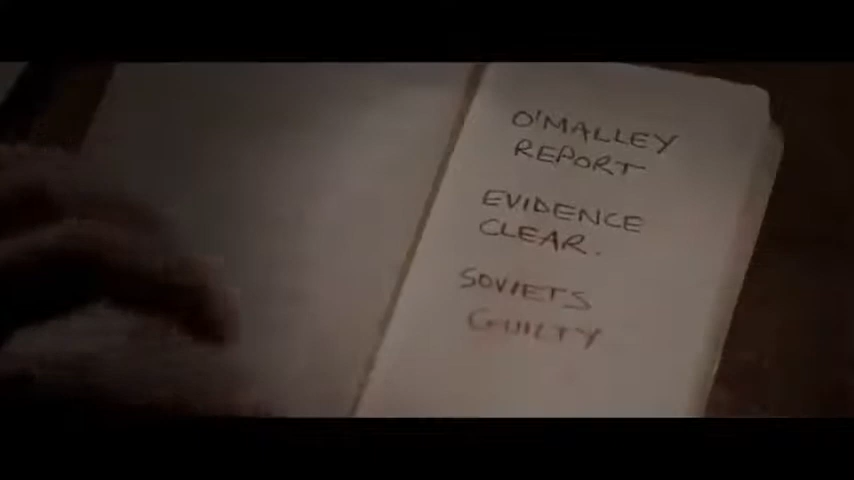 O'MALLEY
REPORT
EVIDENCE
CLEAR.
SOVIETS
GUILTY